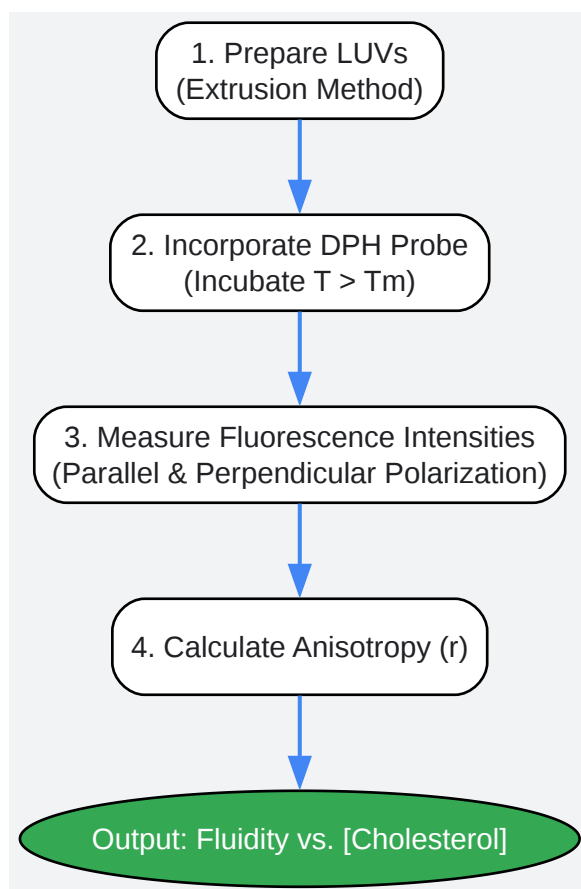 1. Prepare LUVs
(Extrusion Method)
2. Incorporate DPH Probe
(Incubate T > Tm)
3. Measure Fluorescence Intensities
(Parallel & Perpendicular Polarization)
4. Calculate Anisotropy (r)
Output: Fluidity vs. [Cholesterol]